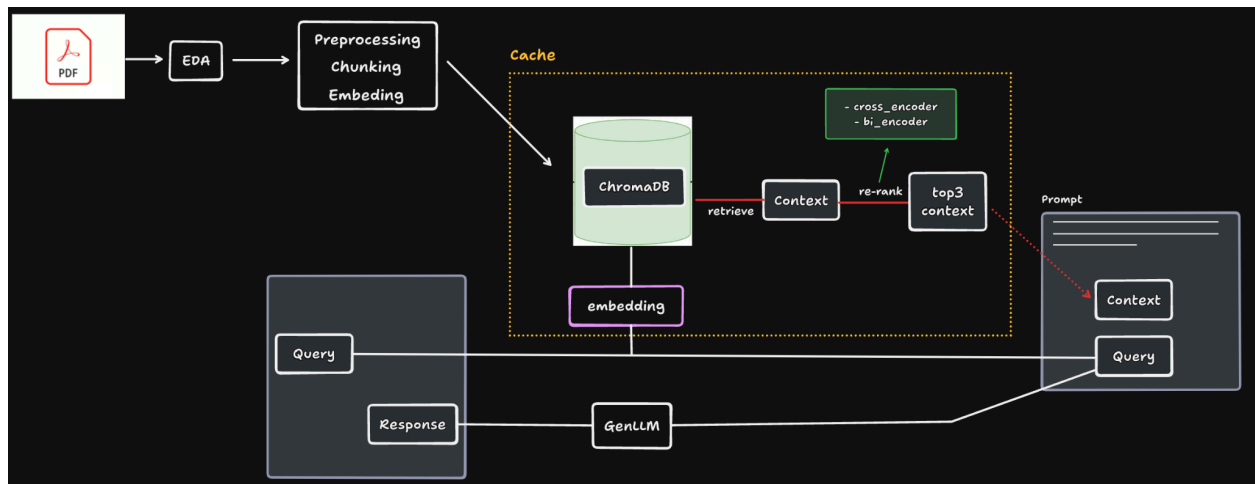 PDF
EDA
Preprocessing
Chunking
Embeding
Cache
- cross_encoder
- bi_encoder
ChromaDB
retrieve
Context
re-rank
top3
context
Prompt
Context
Query
embedding
Query
Response
GenLLM